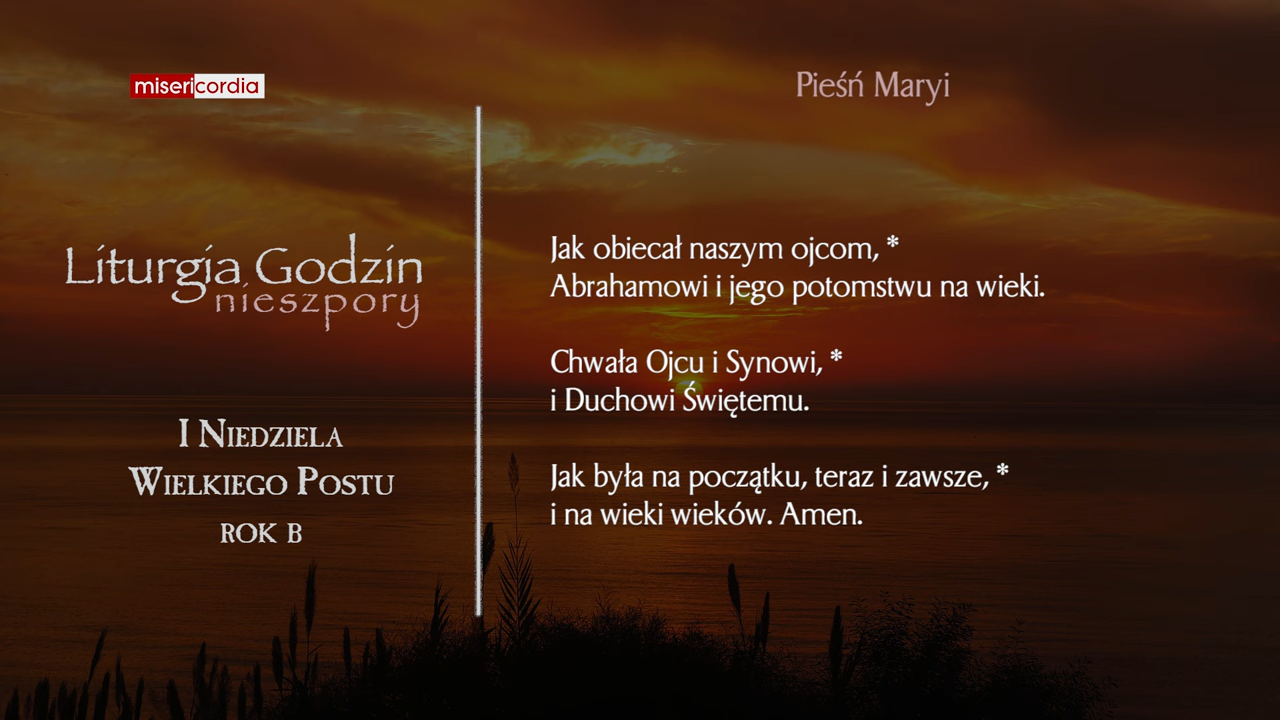 misericordia
Pieśń Maryi
Liturgia Godzin
nieszpory
I Niedziela
Wielkiego Postu
rok b
Jak obiecał naszym ojcom, *
Abrahamowi i jego potomstwu na wieki.
Chwała Ojcu i Synowi, *
i Duchowi Świętemu.
Jak była na początku, teraz i zawsze, *
i na wieki wieków. Amen.